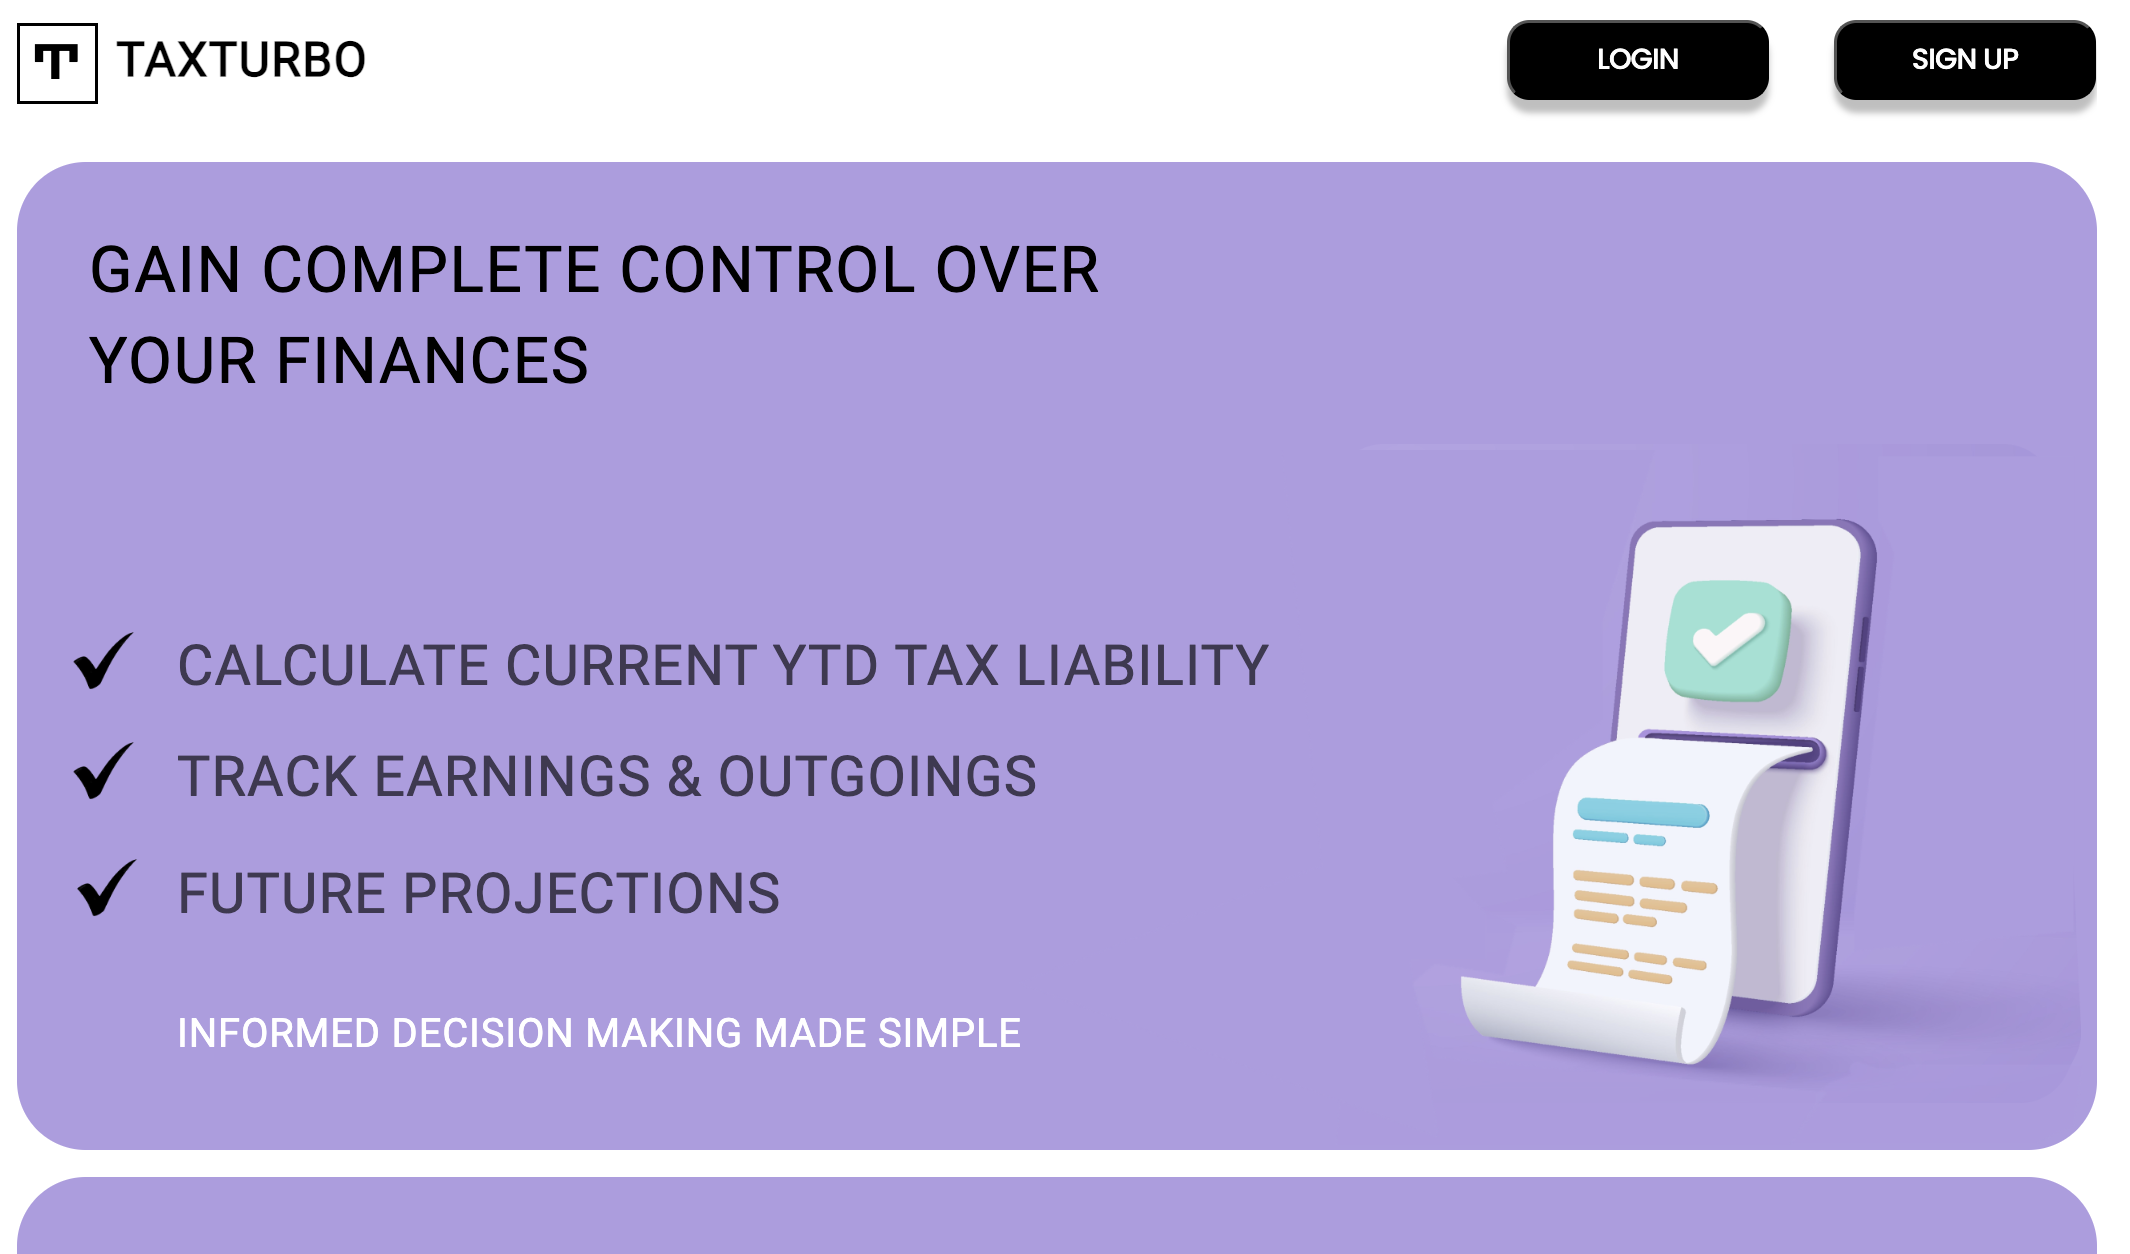 T TAXTURBO
LOGIN
SIGN UP
GAIN COMPLETE CONTROL OVER
YOUR FINANCES
CALCULATE CURRENT YTD TAX LIABILITY
TRACK EARNINGS & OUTGOINGS
FUTURE PROJECTIONS
INFORMED DECISION MAKING MADE SIMPLE